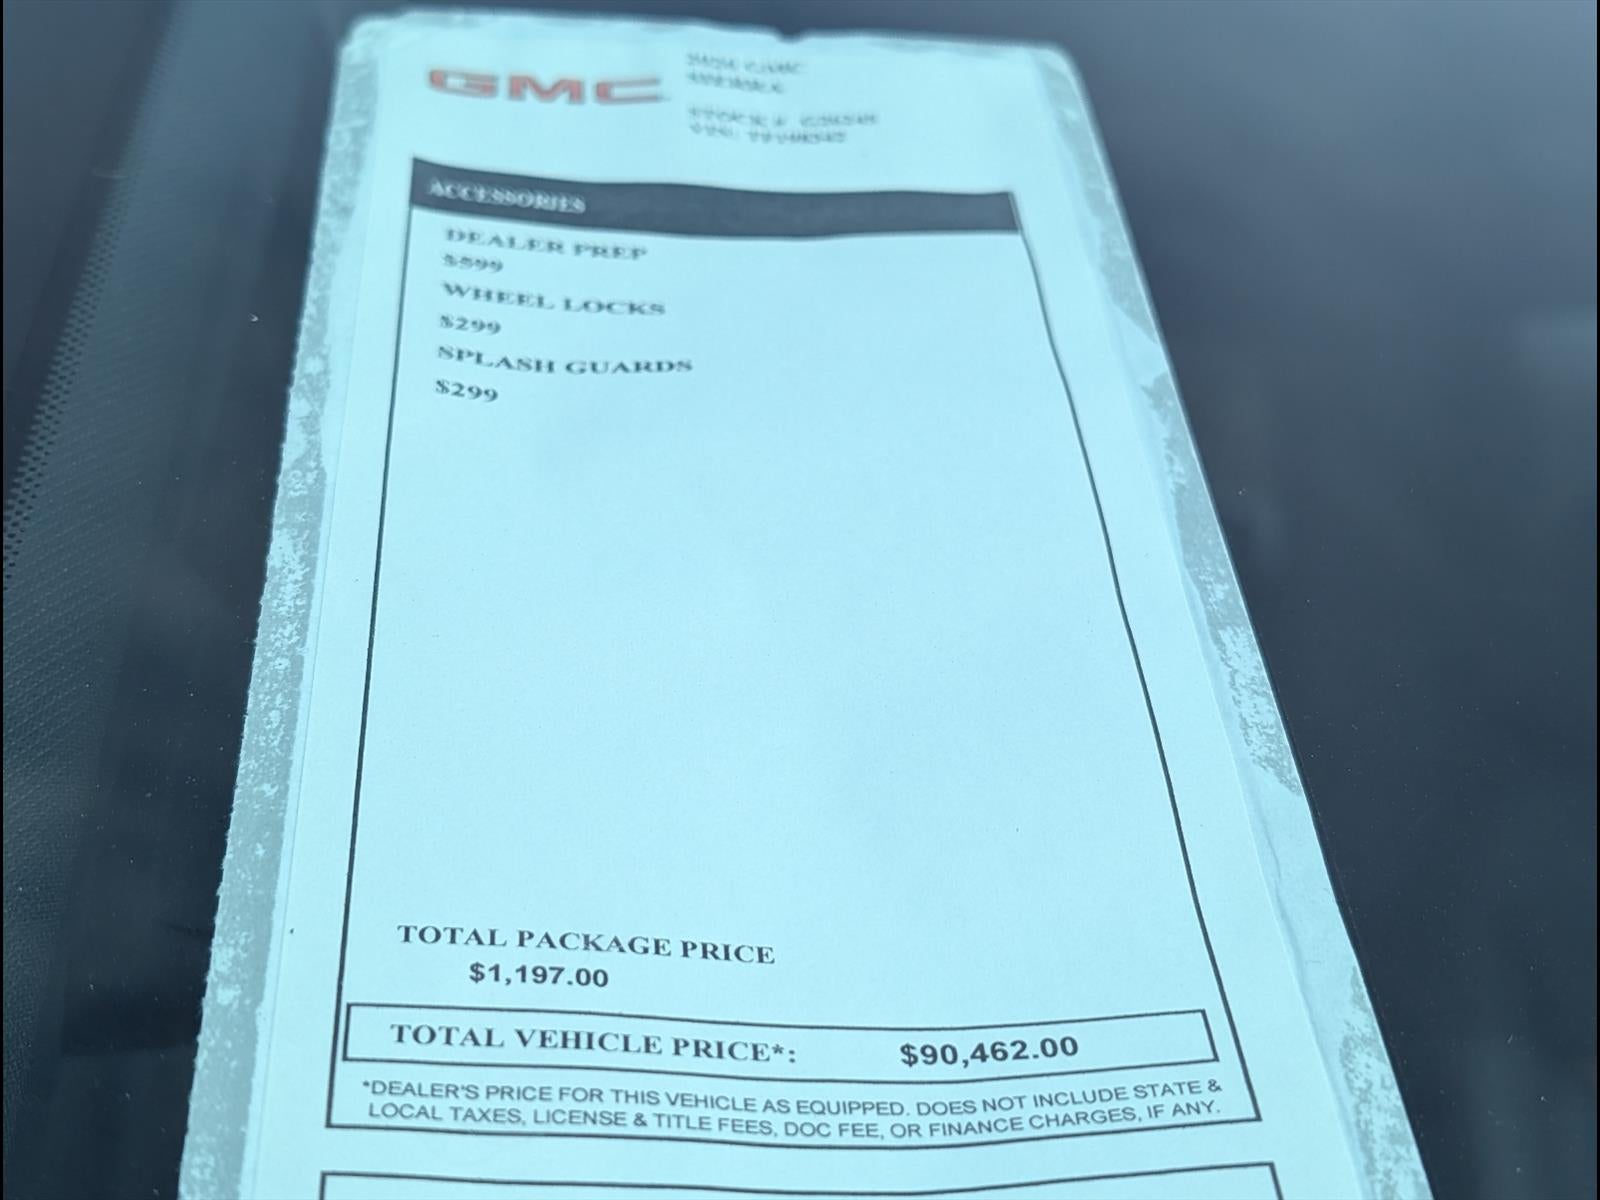 GMC
STOCK#
ACCESSORIES
DEALER PREP
$599
WHEEL LOCKS
$299
SPLASH GUARDS
$299
TOTAL PACKAGE PRICE
$1,197.00
TOTAL VEHICLE PRICE*: $90,462.00
*DEALER'S PRICE FOR THIS VEHICLE AS EQUIPPED. DOES NOT INCLUDE STATE &
LOCAL TAXES, LICENSE & TITLE FEES, DOC FEE, OR FINANCE CHARGES, IF ANY.